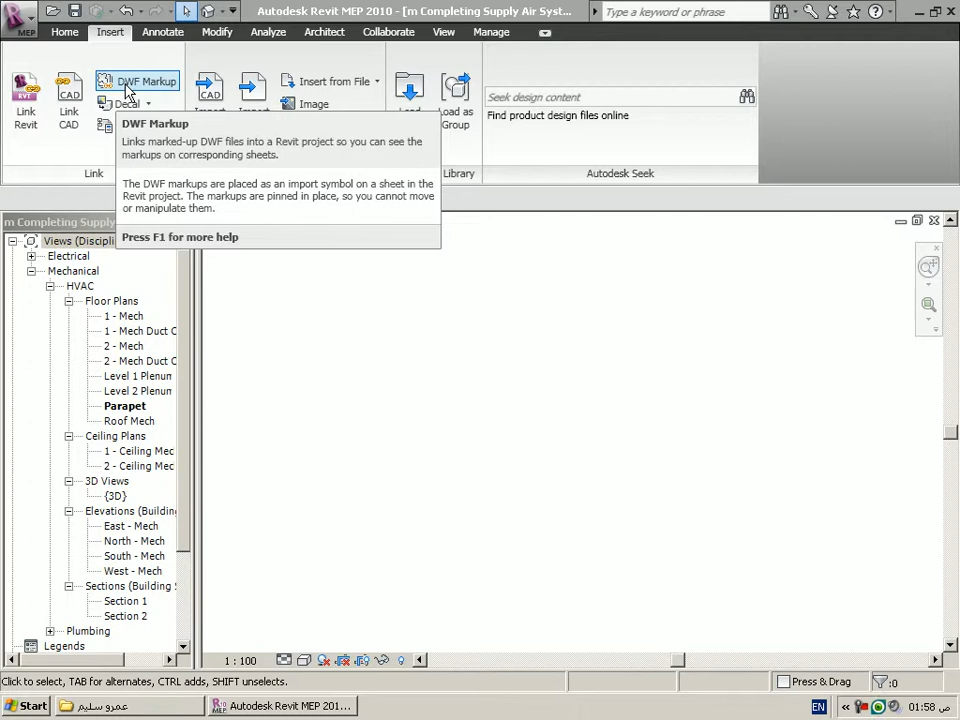 Autodesk Revit MEP 2010 - [m Completing Supply Air Sys...
Type a keyword or phrase
MEP
Home
Insert
Annotate
Modify
Analyze
Architect
Collaborate
View
Manage
Link
Revit
Link
CAD
DWF Markup
Decal
Insert from File
Image
Load as
Group
Seek design content
Find product design files online
Link
Library
Autodesk Seek
DWF Markup
Links marked-up DWF files into a Revit project so you can see the
markups on corresponding sheets.
The DWF markups are placed as an import symbol on a sheet in the
Revit project. The markups are pinned in place, so you cannot move
or manipulate them.
Press F1 for more help
m Completing Supply
Views (Discipli
Electrical
Mechanical
HVAC
Floor Plans
1 - Mech
1 - Mech Duct C
2 - Mech
2 - Mech Duct C
Level 1 Plenum
Level 2 Plenum
Parapet
Roof Mech
Ceiling Plans
1 - Ceiling Mec
2 - Ceiling Mec
3D Views
{3D}
Elevations (Building
East - Mech
North - Mech
South - Mech
West - Mech
Sections (Building
Section 1
Section 2
Plumbing
Legends
1 : 100
Click to select, TAB for alternates, CTRL adds, SHIFT unselects.
Press & Drag
:0
Start
عمرو سليم
Autodesk Revit MEP 201...
EN
«
01:58 ص